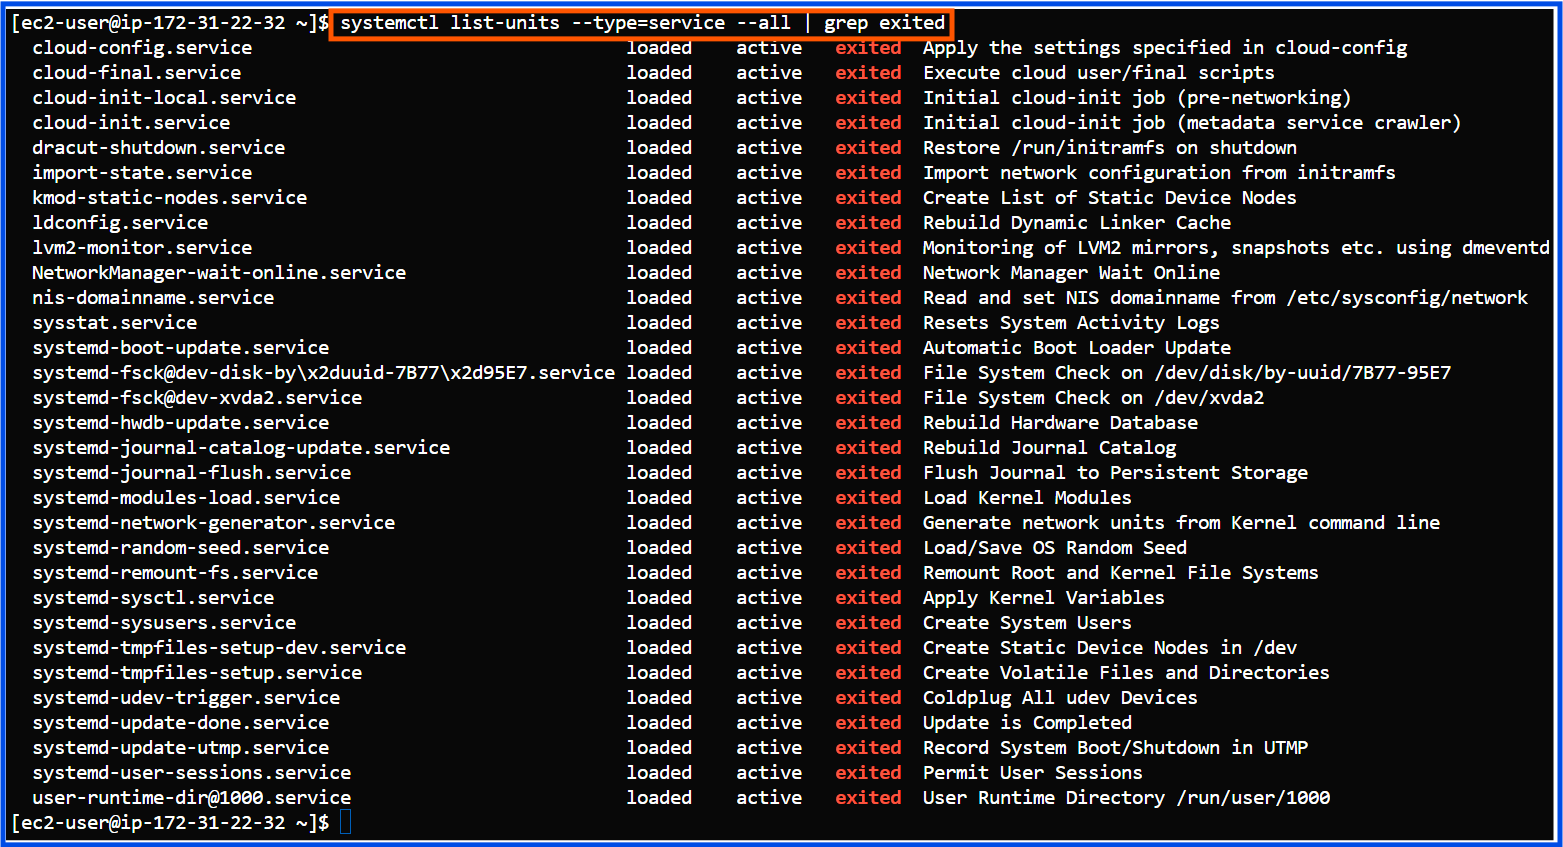 [ec2-user@ip-172-31-22-32 ~]$ systemctl list-units --type=service --all | grep exited
cloud-config.service loaded active exited Apply the settings specified in cloud-config
cloud-final.service loaded active exited Execute cloud user/final scripts
cloud-init-local.service loaded active exited Initial cloud-init job (pre-networking)
cloud-init.service loaded active exited Initial cloud-init job (metadata service crawler)
dracut-shutdown.service loaded active exited Restore /run/initramfs on shutdown
import-state.service loaded active exited Import network configuration from initramfs
kmod-static-nodes.service loaded active exited Create List of Static Device Nodes
ldconfig.service loaded active exited Rebuild Dynamic Linker Cache
lvm2-monitor.service loaded active exited Monitoring of LVM2 mirrors, snapshots etc. using dmeventd
NetworkManager-wait-online.service loaded active exited Network Manager Wait Online
nis-domainname.service loaded active exited Read and set NIS domainname from /etc/sysconfig/network
sysstat.service loaded active exited Resets System Activity Logs
systemd-boot-update.service loaded active exited Automatic Boot Loader Update
systemd-fsck@dev-disk-by\x2duuid-7B77\x2d95E7.service loaded active exited File System Check on /dev/disk/by-uuid/7B77-95E7
systemd-fsck@dev-xvda2.service loaded active exited File System Check on /dev/xvda2
systemd-hwdb-update.service loaded active exited Rebuild Hardware Database
systemd-journal-catalog-update.service loaded active exited Rebuild Journal Catalog
systemd-journal-flush.service loaded active exited Flush Journal to Persistent Storage
systemd-modules-load.service loaded active exited Load Kernel Modules
systemd-network-generator.service loaded active exited Generate network units from Kernel command line
systemd-random-seed.service loaded active exited Load/Save OS Random Seed
systemd-remount-fs.service loaded active exited Remount Root and Kernel File Systems
systemd-sysctl.service loaded active exited Apply Kernel Variables
systemd-sysusers.service loaded active exited Create System Users
systemd-tmpfiles-setup-dev.service loaded active exited Create Static Device Nodes in /dev
systemd-tmpfiles-setup.service loaded active exited Create Volatile Files and Directories
systemd-udev-trigger.service loaded active exited Coldplug All udev Devices
systemd-update-done.service loaded active exited Update is Completed
systemd-update-utmp.service loaded active exited Record System Boot/Shutdown in UTMP
systemd-user-sessions.service loaded active exited Permit User Sessions
user-runtime-dir@1000.service loaded active exited User Runtime Directory /run/user/1000
[ec2-user@ip-172-31-22-32 ~]$